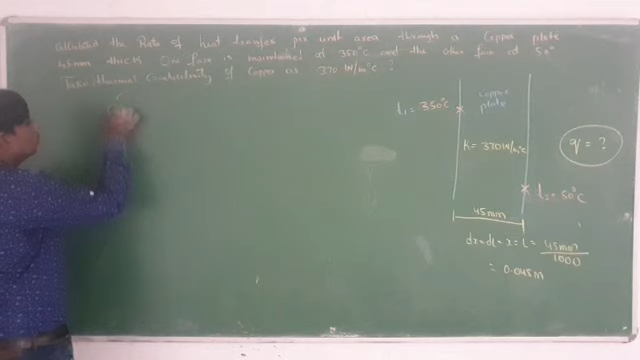 Calculated the Rate of heat transfer per unit area through a Copper plate
45mm thick One face is maintained at 350°C and the other face at 50°
Take thermal Conductivity of Copper as 370 W/m°C ?
t₁ = 350°C
copper
plate
K = 370 W/m°C
q = ?
t₂ = 50°C
45mm
dx = dL = x = L = 45mm/1000
= 0.045m